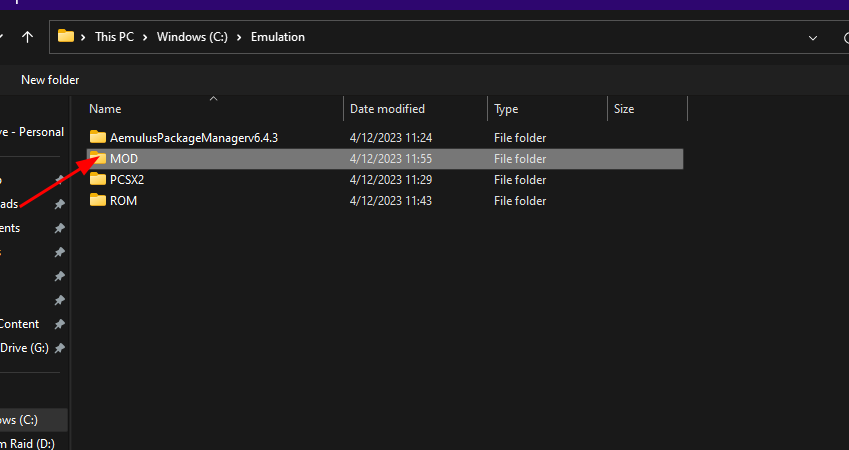 This PC > Windows (C:) > Emulation
New folder
Name Date modified Type Size
ve - Personal
AemulusPackageManagerv6.4.3 4/12/2023 11:24 File folder
MOD 4/12/2023 11:55 File folder
PCSX2 4/12/2023 11:29 File folder
ads ROM 4/12/2023 11:43 File folder
ents
Content
Drive (G:)
ows (C:)
m Raid (D:)